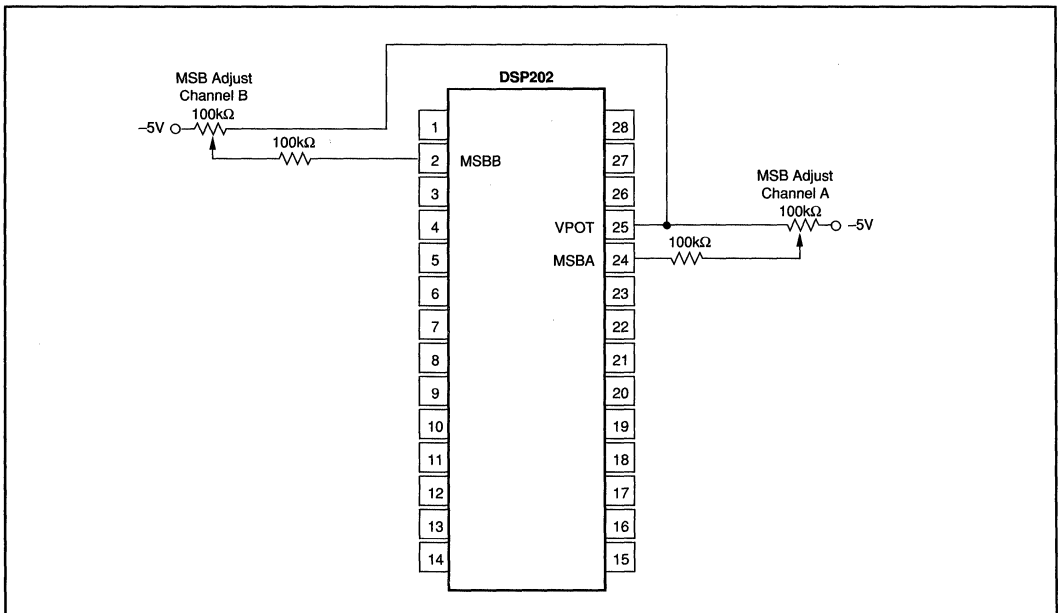 DSP202
MSB Adjust
Channel B
100kΩ
–5V
100kΩ
1
28
2
MSBB
27
3
26
MSB Adjust
Channel A
100kΩ
4
VPOT
25
–5V
100kΩ
5
MSBA
24
6
23
7
22
8
21
9
20
10
19
11
18
12
17
13
16
14
15